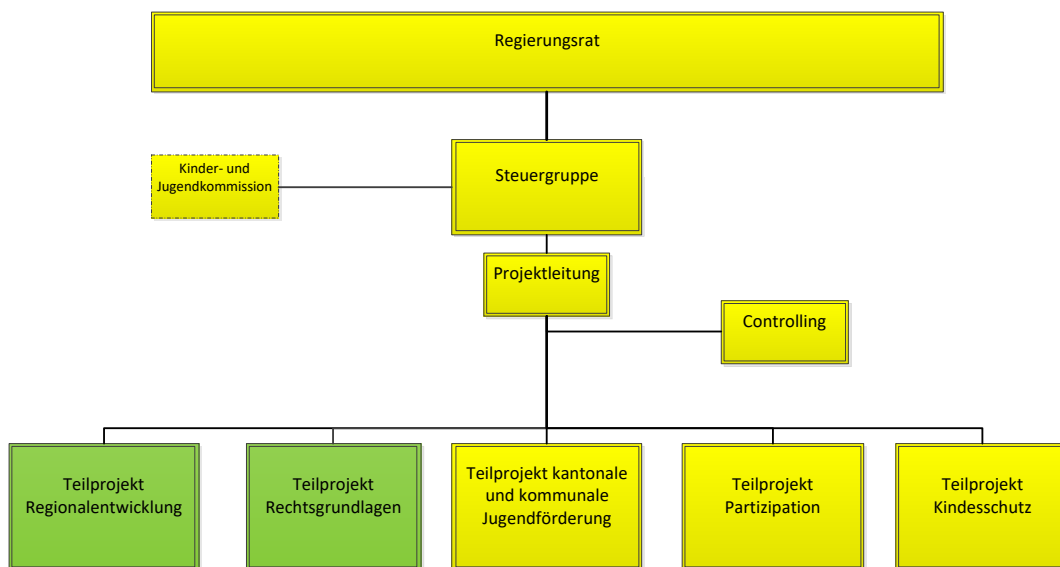 Regierungsrat
Kinder- und
Jugendkommission
Steuergruppe
Projektleitung
Controlling
Teilprojekt
Regionalentwicklung
Teilprojekt
Rechtsgrundlagen
Teilprojekt kantonale
und kommunale
Jugendförderung
Teilprojekt
Partizipation
Teilprojekt
Kindesschutz